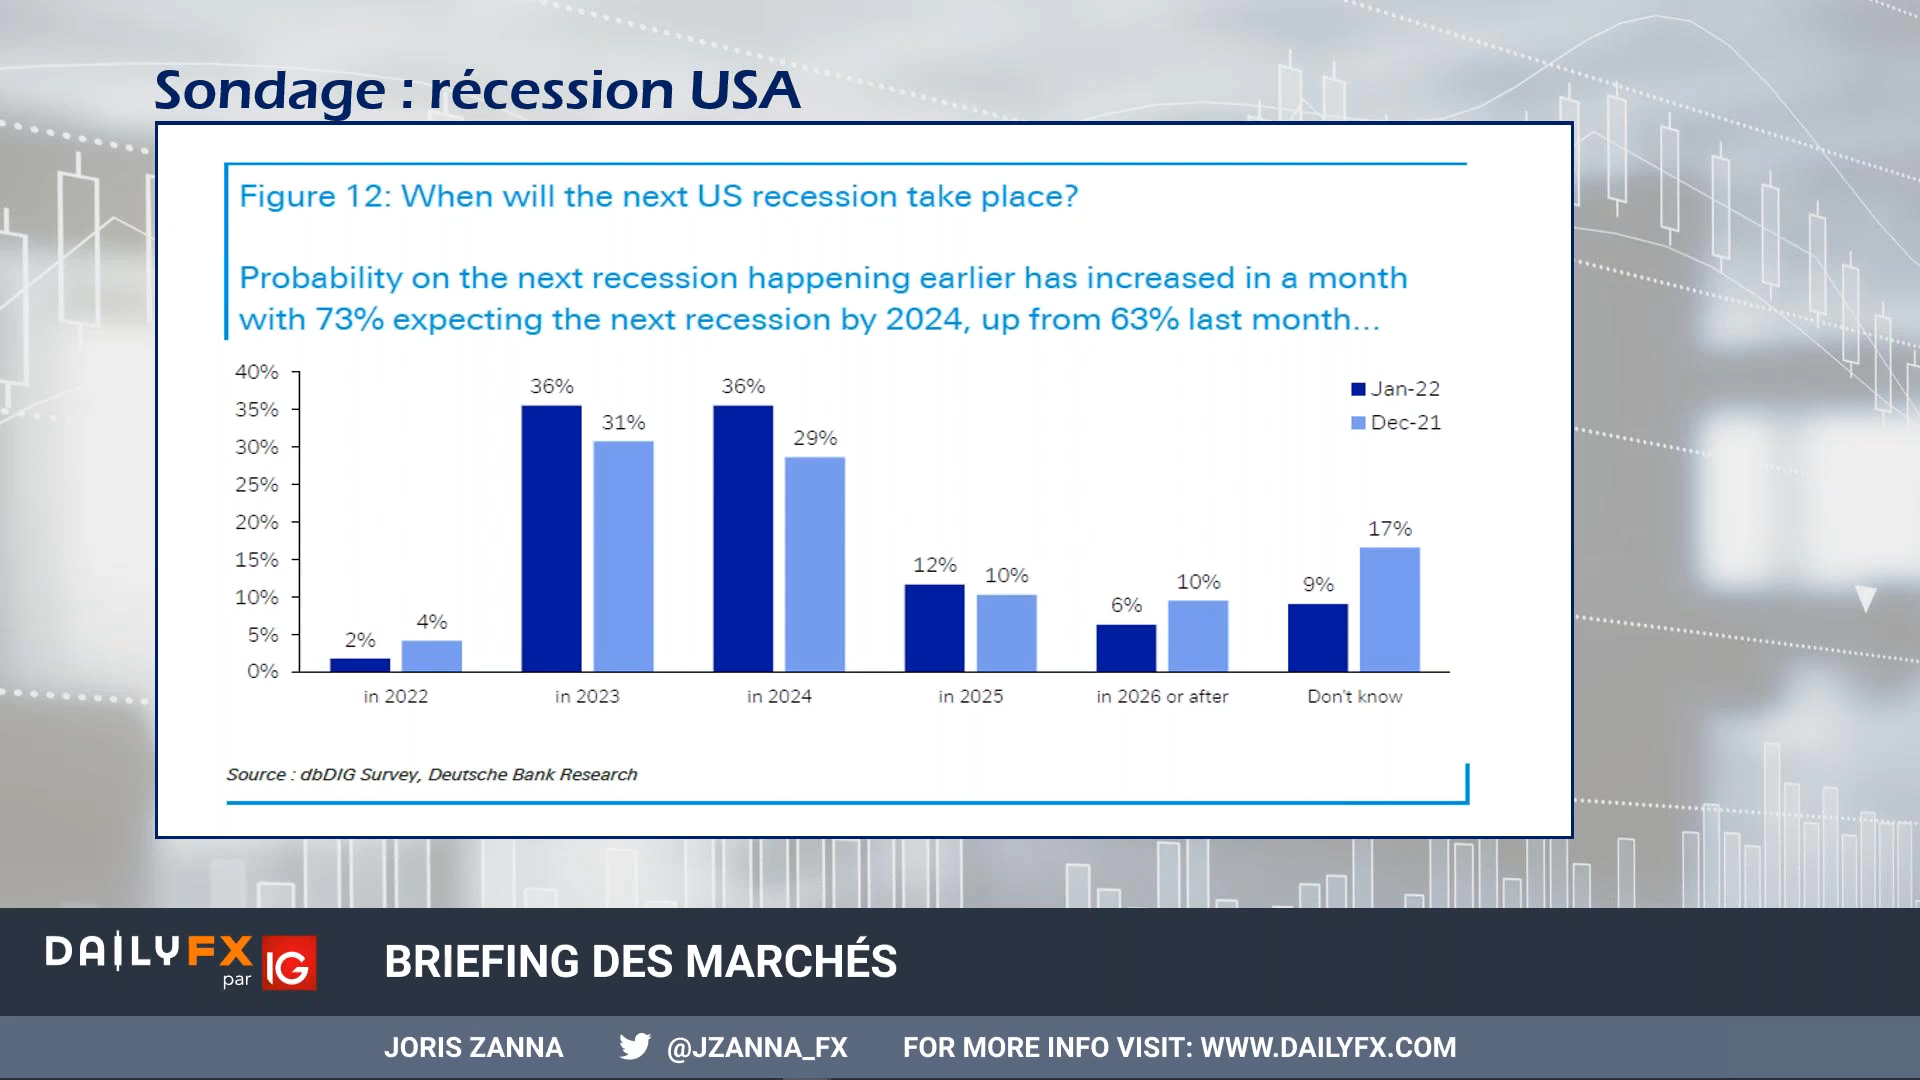 Sondage : récession USA
Figure 12: When will the next US recession take place?
Probability on the next recession happening earlier has increased in a month
with 73% expecting the next recession by 2024, up from 63% last month...
40%
35%
30%
25%
20%
15%
10%
5%
0%
Jan-22
Dec-21
2%
4%
36%
31%
36%
29%
12%
10%
6%
10%
9%
17%
in 2022
in 2023
in 2024
in 2025
in 2026 or after
Don't know
Source : dbDIG Survey, Deutsche Bank Research
DAILYFX
par IG
BRIEFING DES MARCHÉS
JORIS ZANNA
@JZANNA_FX
FOR MORE INFO VISIT: WWW.DAILYFX.COM